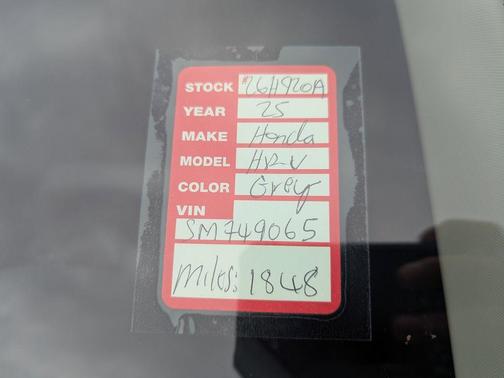 STOCK #26H920A
YEAR 25
MAKE Honda
MODEL HR-V
COLOR Grey
VIN
SM749065
Miles: 1848